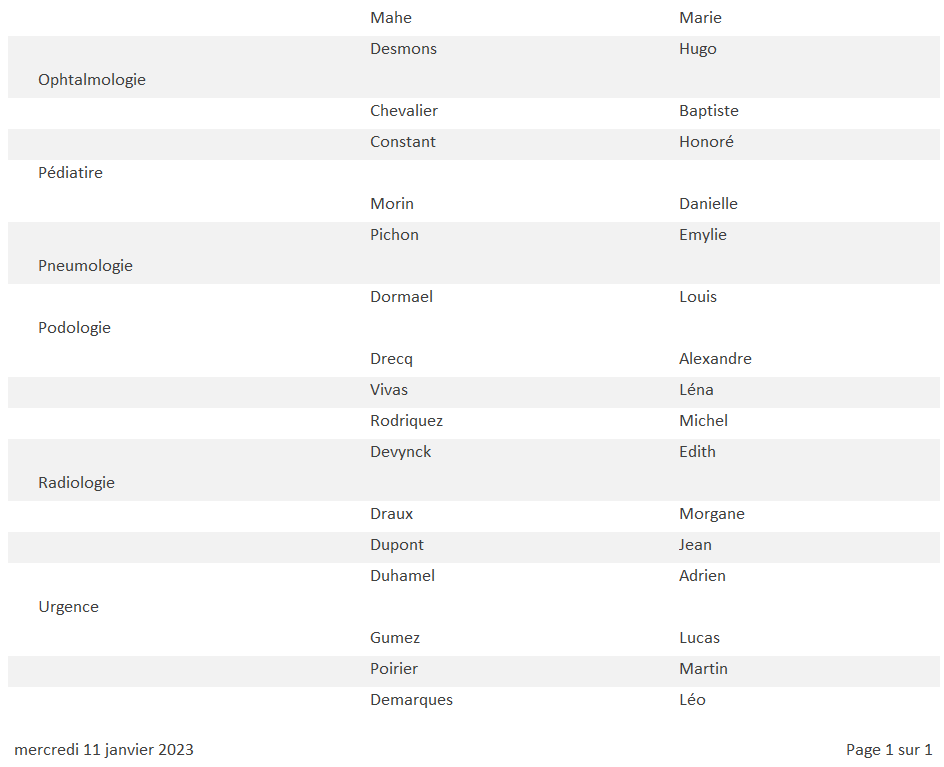 Mahe Marie
Desmons Hugo
Ophtalmologie
Chevalier Baptiste
Constant Honoré
Pédiatire
Morin Danielle
Pichon Emylie
Pneumologie
Dormael Louis
Podologie
Drecq Alexandre
Vivas Léna
Rodriquez Michel
Devynck Edith
Radiologie
Draux Morgane
Dupont Jean
Duhamel Adrien
Urgence
Gumez Lucas
Poirier Martin
Demarques Léo
mercredi 11 janvier 2023 Page 1 sur 1